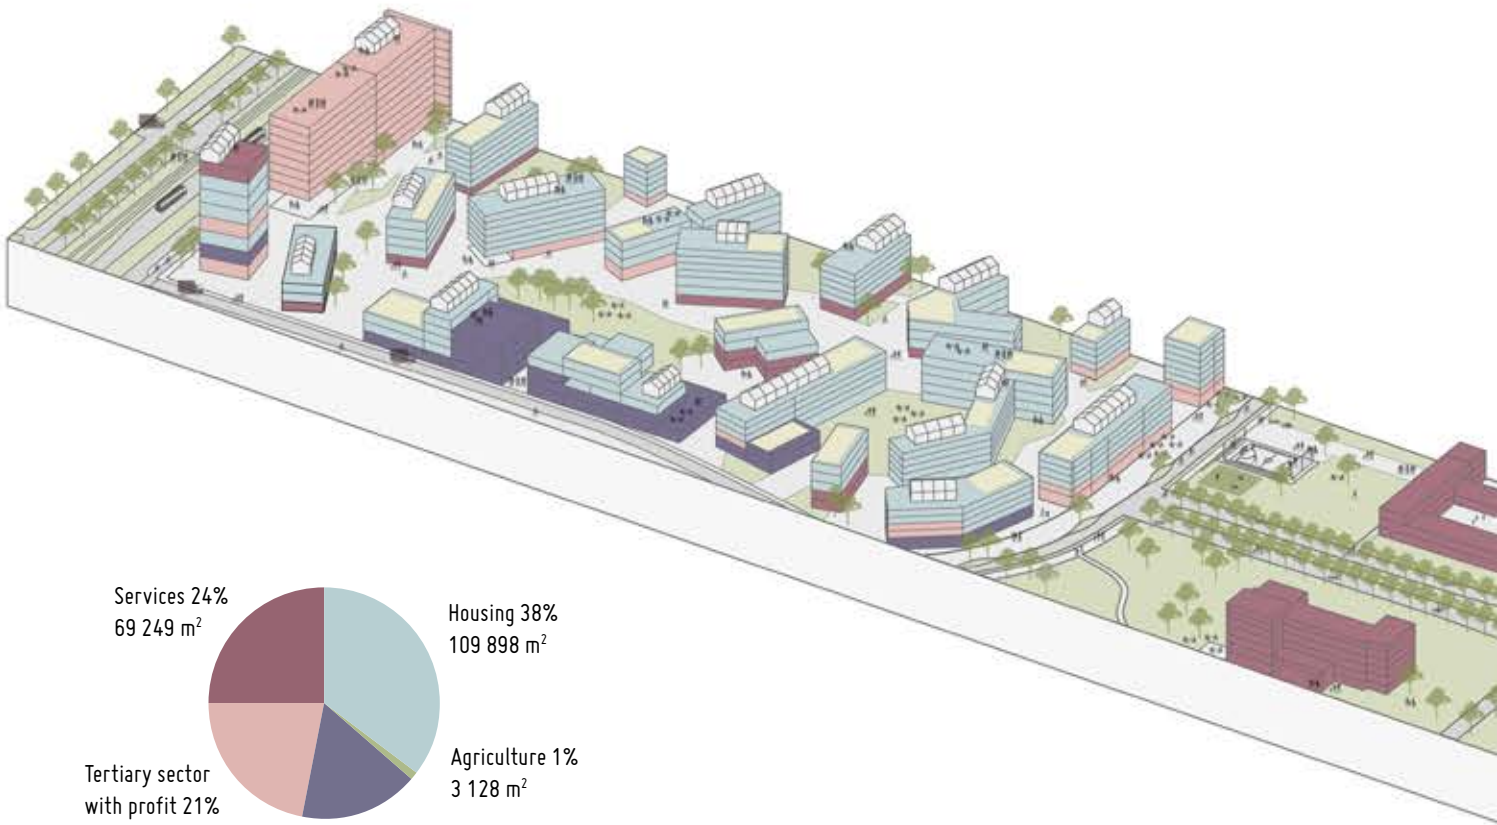 Services 24%
69 249 m²
Housing 38%
109 898 m²
Agriculture 1%
3 128 m²
Tertiary sector
with profit 21%